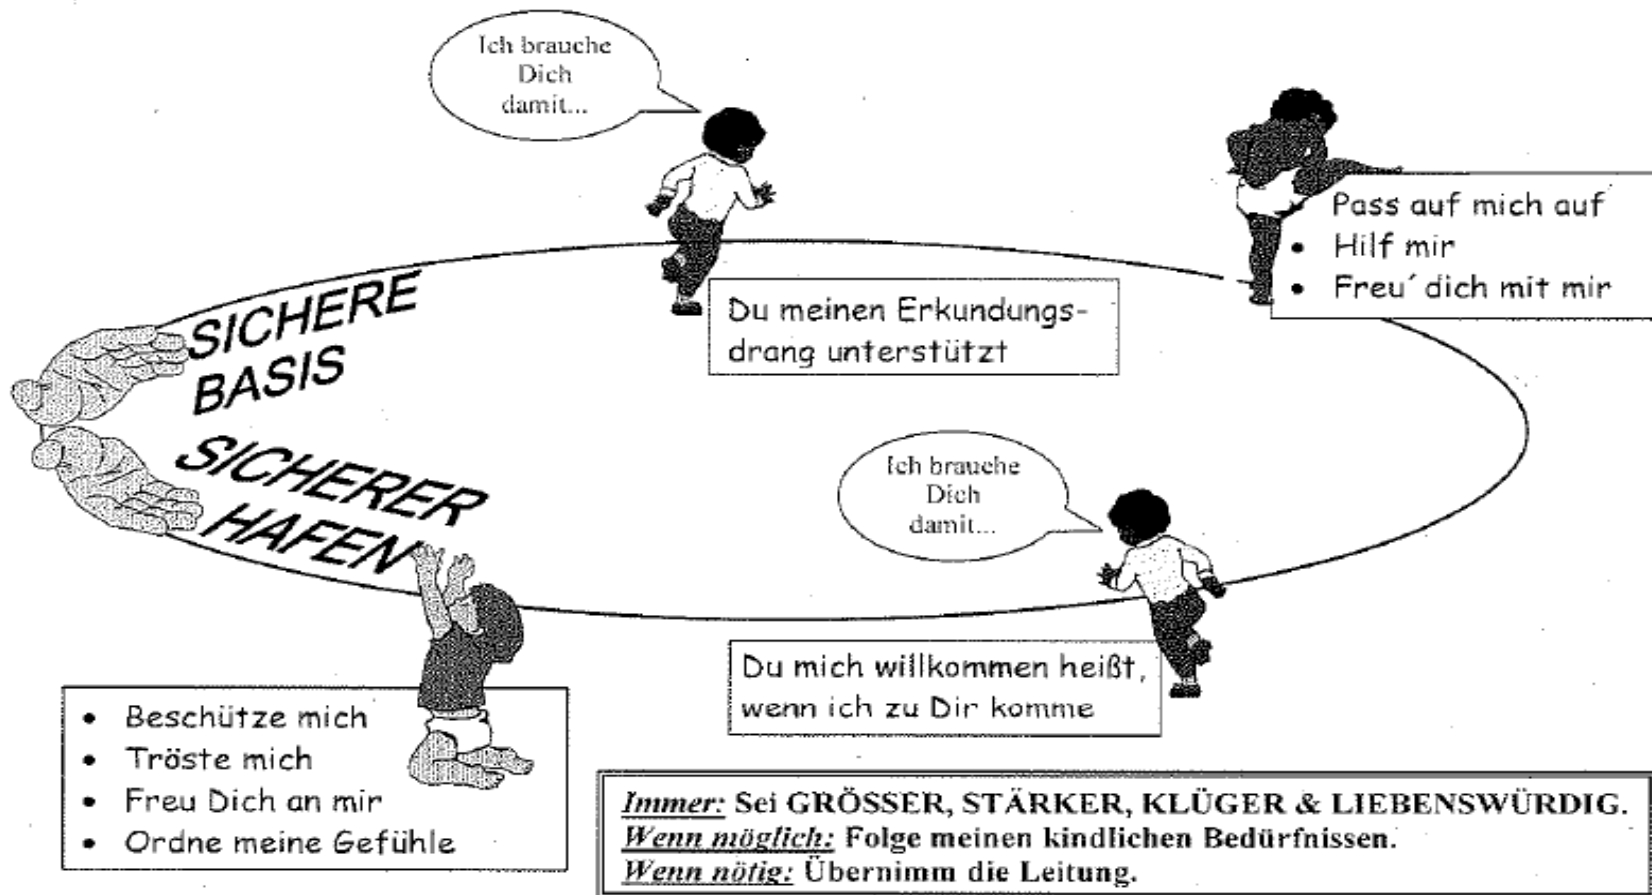 Ich brauche
Dich
damit...
• Pass auf mich auf
• Hilf mir
• Freu´ dich mit mir
SICHERE
BASIS
Du meinen Erkundungs-
drang unterstützt
SICHERER
HAFEN
Ich brauche
Dich
damit...
Du mich willkommen heißt,
wenn ich zu Dir komme
• Beschütze mich
• Tröste mich
• Freu Dich an mir
• Ordne meine Gefühle
Immer: Sei GRÖSSER, STÄRKER, KLÜGER & LIEBENSWÜRDIG.
Wenn möglich: Folge meinen kindlichen Bedürfnissen.
Wenn nötig: Übernimm die Leitung.